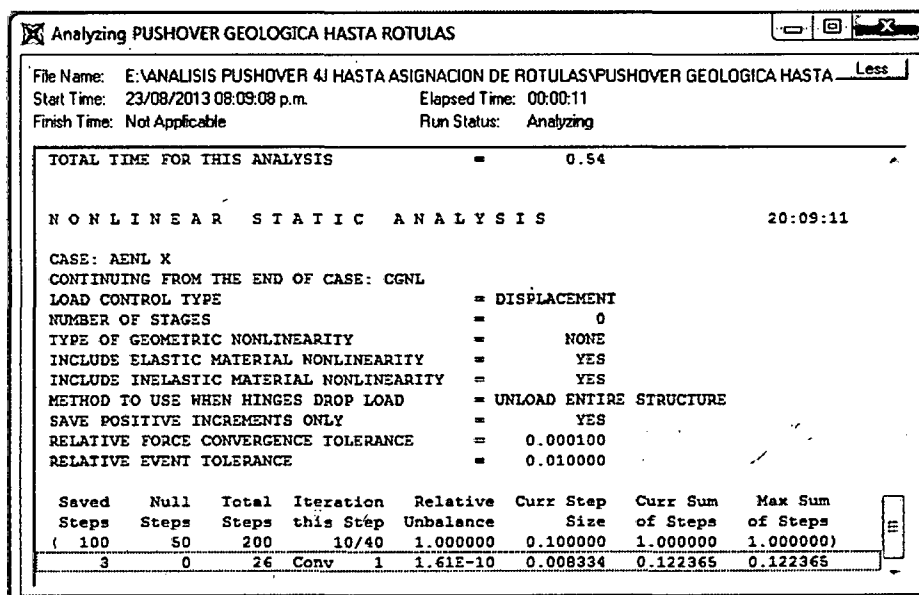 Analyzing PUSHOVER GEOLOGICA HASTA ROTULAS
File Name: E:\ANALISIS PUSHOVER 4J HASTA ASIGNACION DE ROTULAS\PUSHOVER GEOLOGICA HASTA Less
Start Time: 23/08/2013 08:09:08 p.m. Elapsed Time: 00:00:11
Finish Time: Not Applicable Run Status: Analyzing
TOTAL TIME FOR THIS ANALYSIS = 0.54
N O N L I N E A R S T A T I C A N A L Y S I S 20:09:11
CASE: AENL X
CONTINUING FROM THE END OF CASE: CGNL
LOAD CONTROL TYPE = DISPLACEMENT
NUMBER OF STAGES = 0
TYPE OF GEOMETRIC NONLINEARITY = NONE
INCLUDE ELASTIC MATERIAL NONLINEARITY = YES
INCLUDE INELASTIC MATERIAL NONLINEARITY = YES
METHOD TO USE WHEN HINGES DROP LOAD = UNLOAD ENTIRE STRUCTURE
SAVE POSITIVE INCREMENTS ONLY = YES
RELATIVE FORCE CONVERGENCE TOLERANCE = 0.000100
RELATIVE EVENT TOLERANCE = 0.010000
Saved Null Total Iteration Relative Curr Step Curr Sum Max Sum
Steps Steps Steps this Step Unbalance Size of Steps of Steps
( 100 50 200 10/40 1.000000 0.100000 1.000000 1.000000)
3 0 26 Conv 1 1.61E-10 0.008334 0.122365 0.122365